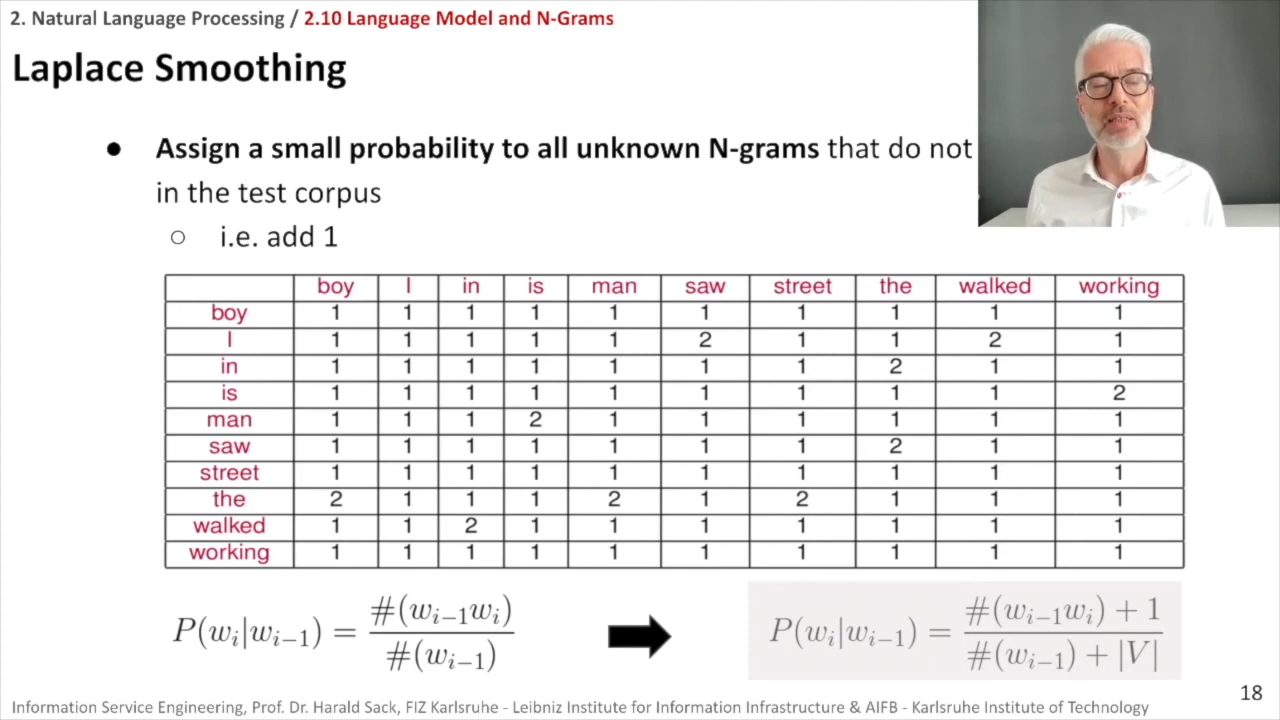 2. Natural Language Processing / 2.10 Language Model and N-Grams
Laplace Smoothing
● Assign a small probability to all unknown N-grams that do not
in the test corpus
○ i.e. add 1
boy I in is man saw street the walked working
boy 1 1 1 1 1 1 1 1 1 1
I 1 1 1 1 1 2 1 1 2 1
in 1 1 1 1 1 1 1 2 1 1
is 1 1 1 1 1 1 1 1 1 2
man 1 1 1 2 1 1 1 1 1 1
saw 1 1 1 1 1 1 1 2 1 1
street 1 1 1 1 1 1 1 1 1 1
the 2 1 1 1 2 1 2 1 1 1
walked 1 1 2 1 1 1 1 1 1 1
working 1 1 1 1 1 1 1 1 1 1
P(w_i|w_{i−1}) = #(w_{i−1}w_i) / #(w_{i−1})
P(w_i|w_{i−1}) = #(w_{i−1}w_i) + 1 / #(w_{i−1}) + |V|
18
Information Service Engineering, Prof. Dr. Harald Sack, FIZ Karlsruhe - Leibniz Institute for Information Infrastructure & AIFB - Karlsruhe Institute of Technology